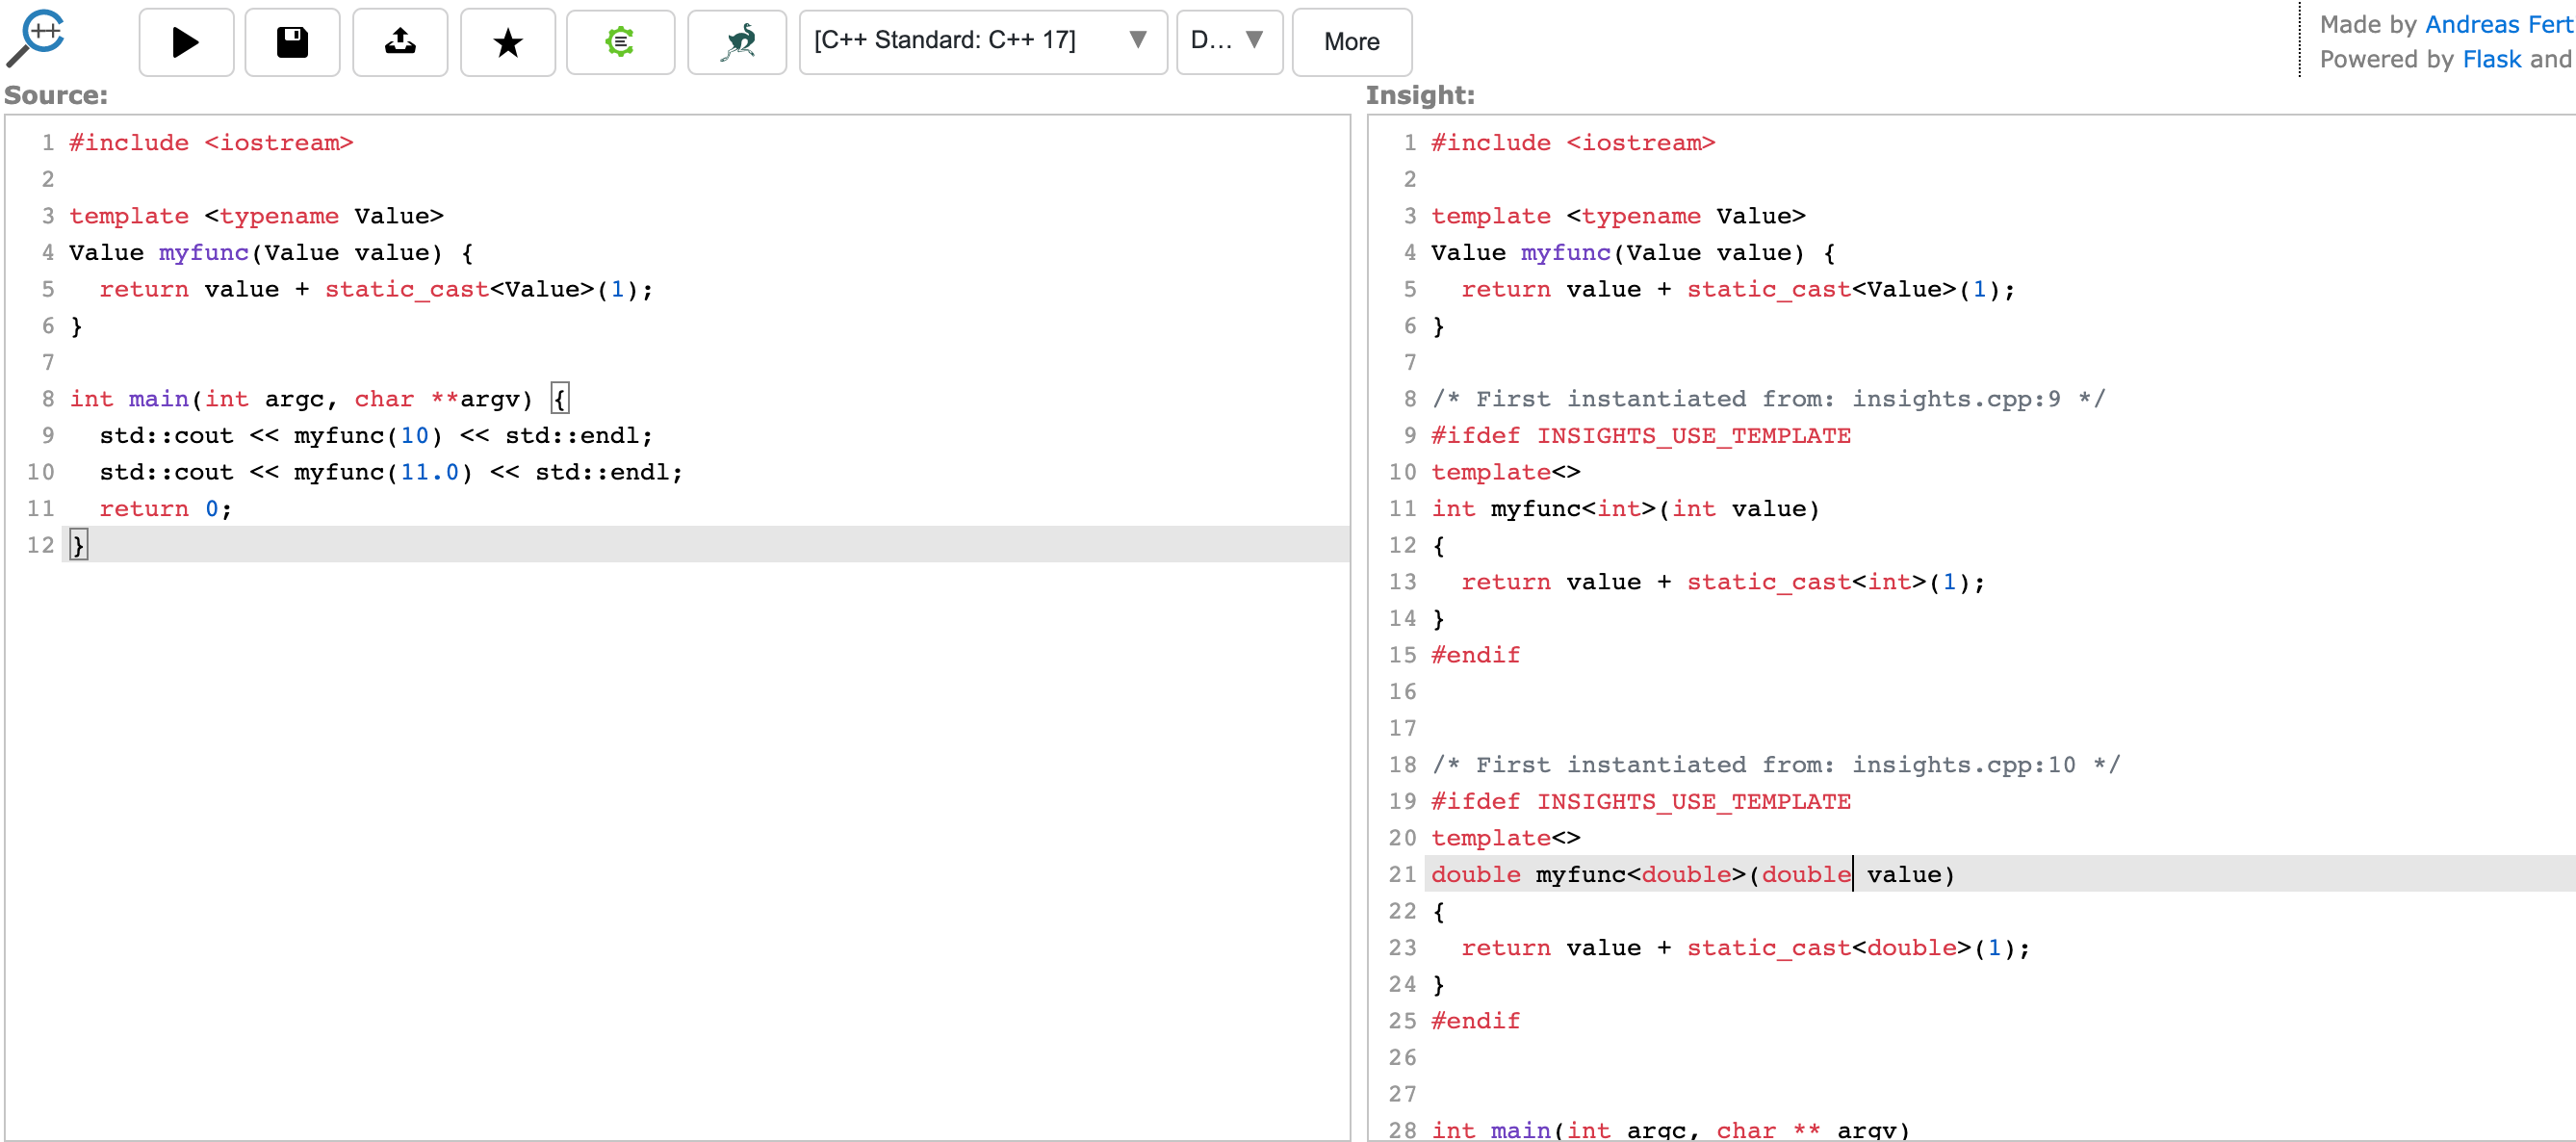 ++
[C++ Standard: C++ 17] ▼
D... ▼
More
Made by Andreas Fert
Powered by Flask and
Source:
1 #include <iostream>
2
3 template <typename Value>
4 Value myfunc(Value value) {
5   return value + static_cast<Value>(1);
6 }
7
8 int main(int argc, char **argv) {
9   std::cout << myfunc(10) << std::endl;
10   std::cout << myfunc(11.0) << std::endl;
11   return 0;
12 }
Insight:
1 #include <iostream>
2
3 template <typename Value>
4 Value myfunc(Value value) {
5   return value + static_cast<Value>(1);
6 }
7
8 /* First instantiated from: insights.cpp:9 */
9 #ifdef INSIGHTS_USE_TEMPLATE
10 template<>
11 int myfunc<int>(int value)
12 {
13   return value + static_cast<int>(1);
14 }
15 #endif
16
17
18 /* First instantiated from: insights.cpp:10 */
19 #ifdef INSIGHTS_USE_TEMPLATE
20 template<>
21 double myfunc<double>(double value)
22 {
23   return value + static_cast<double>(1);
24 }
25 #endif
26
27
28 int main(int argc, char ** argv)